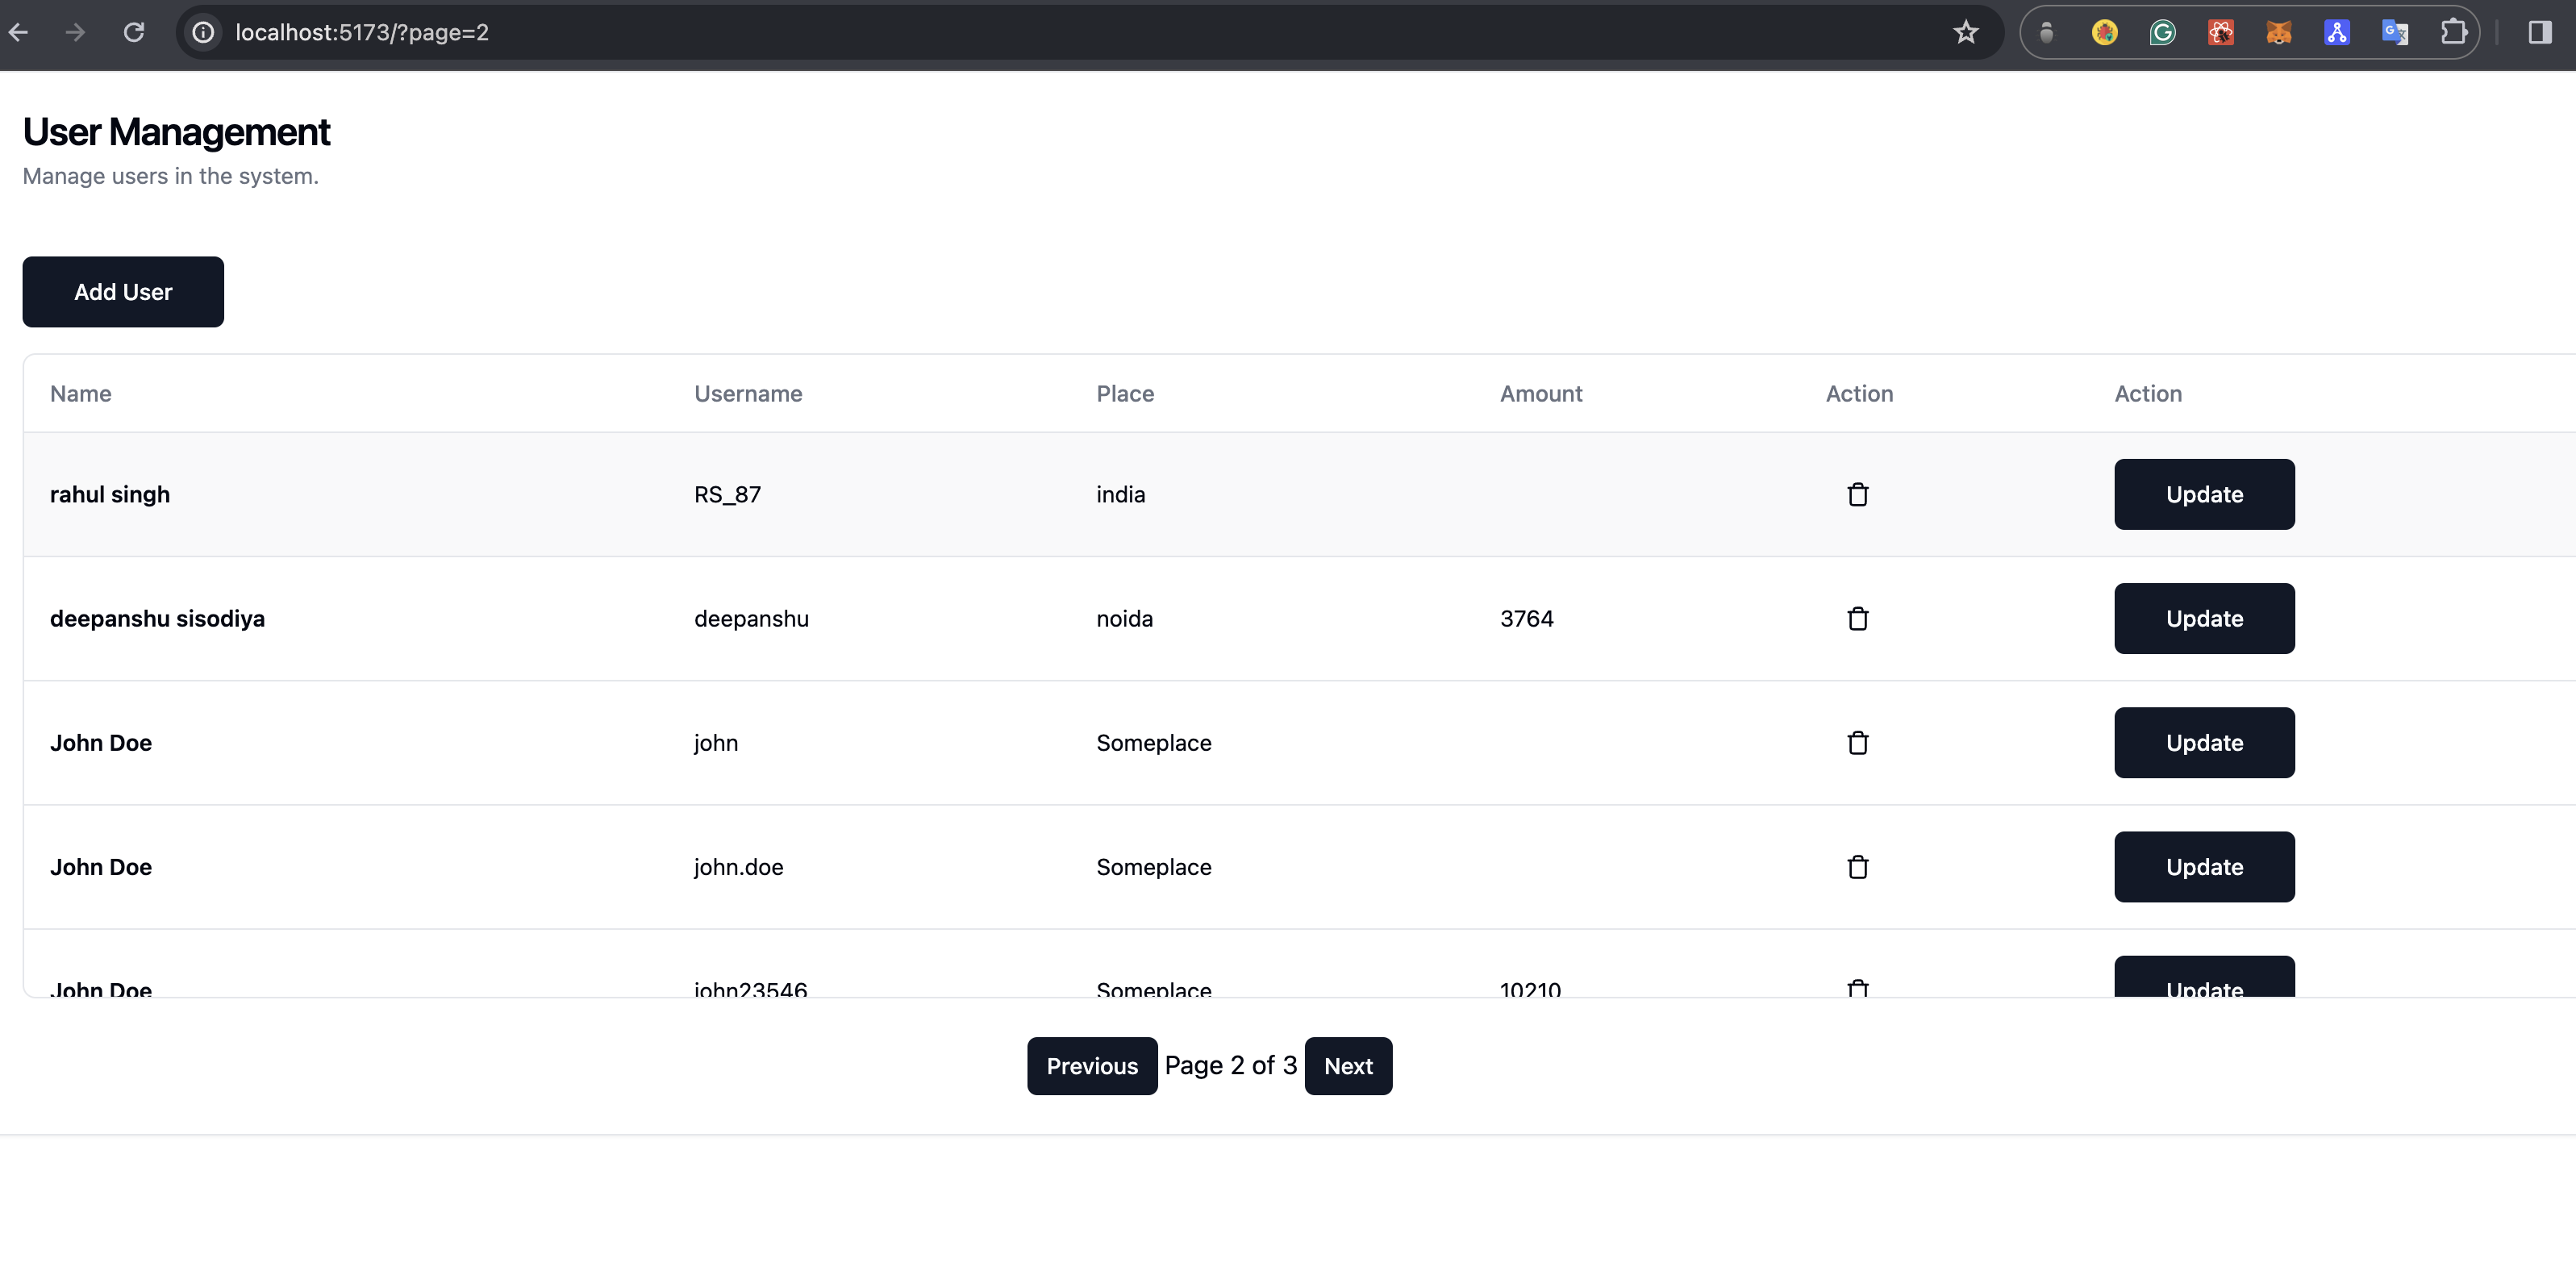 localhost:5173/?page=2
User Management
Manage users in the system.
Add User
Name Username Place Amount Action Action
rahul singh RS_87 india Update
deepanshu sisodiya deepanshu noida 3764 Update
John Doe john Someplace Update
John Doe john.doe Someplace Update
John Doe john23546 Someplace 10210 Update
Previous Page 2 of 3 Next